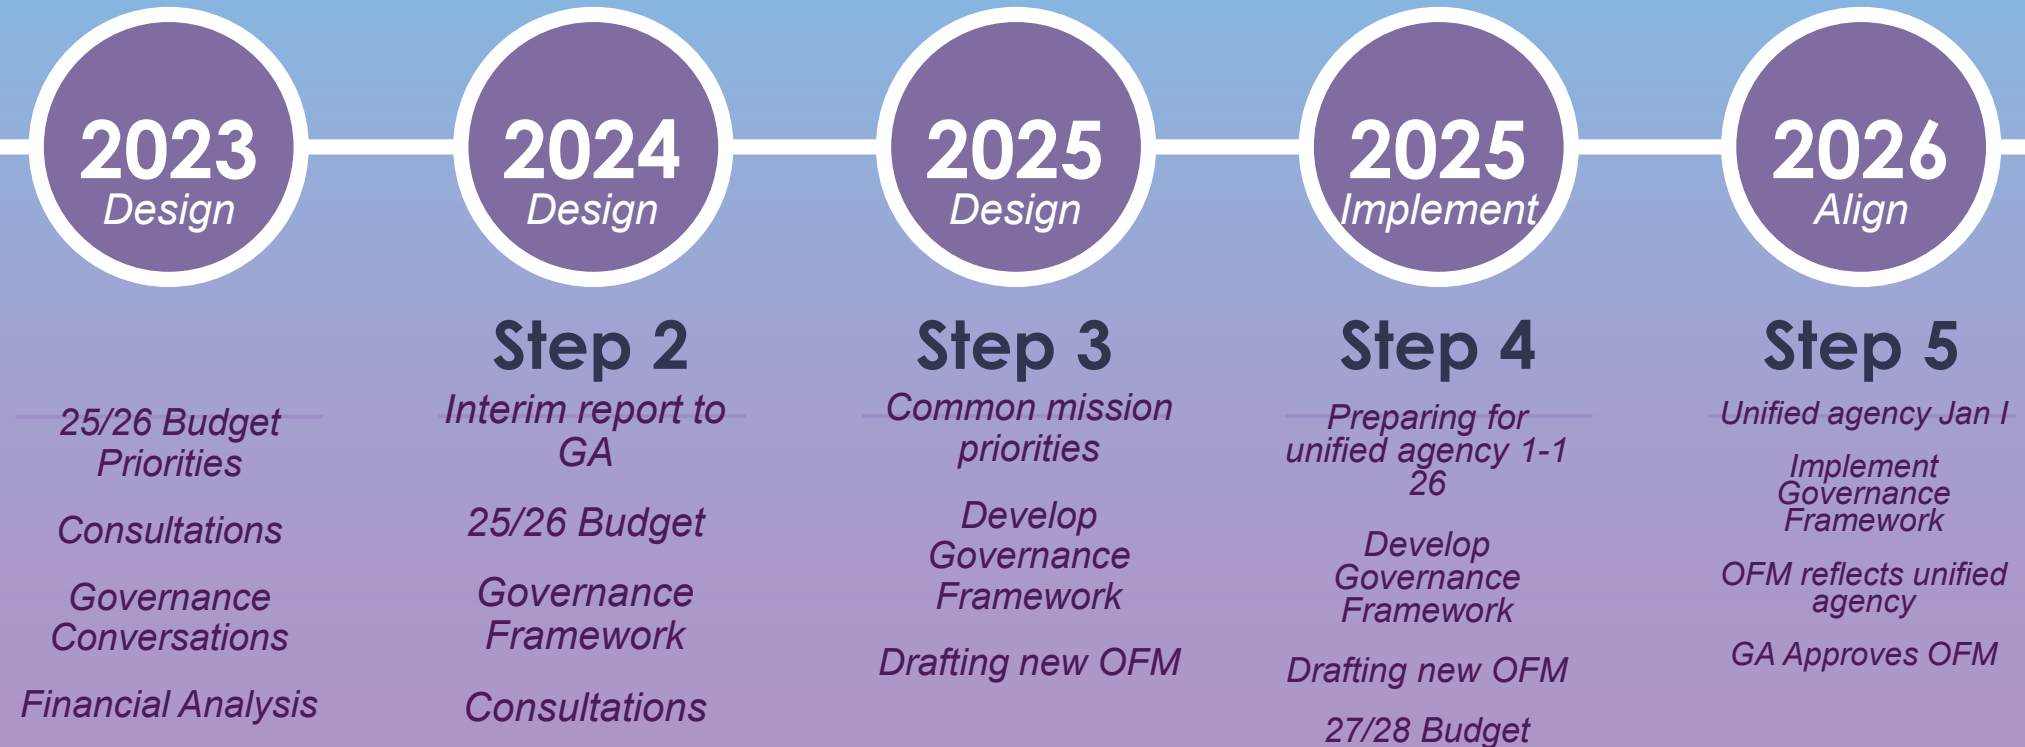 2023
Design
25/26 Budget
Priorities
Consultations
Governance
Conversations
Financial Analysis
2024
Design
Step 2
Interim report to
GA
25/26 Budget
Governance
Framework
Consultations
2025
Design
Step 3
Common mission
priorities
Develop
Governance
Framework
Drafting new OFM
2025
Implement
Step 4
Preparing for
unified agency 1-1
26
Develop
Governance
Framework
Drafting new OFM
27/28 Budget
2026
Align
Step 5
Unified agency Jan I
Implement
Governance
Framework
OFM reflects unified
agency
GA Approves OFM